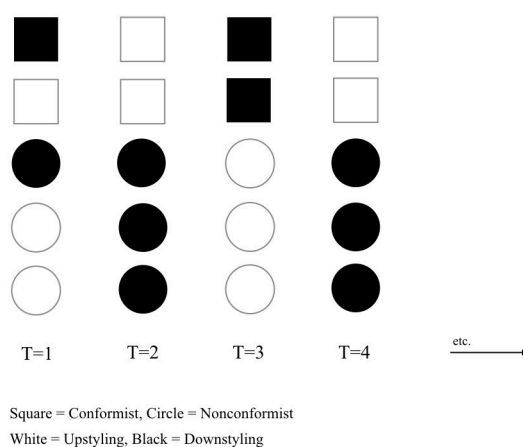 T=1 T=2 T=3 T=4 etc.
Square = Conformist, Circle = Nonconformist
White = Upstyling, Black = Downstyling